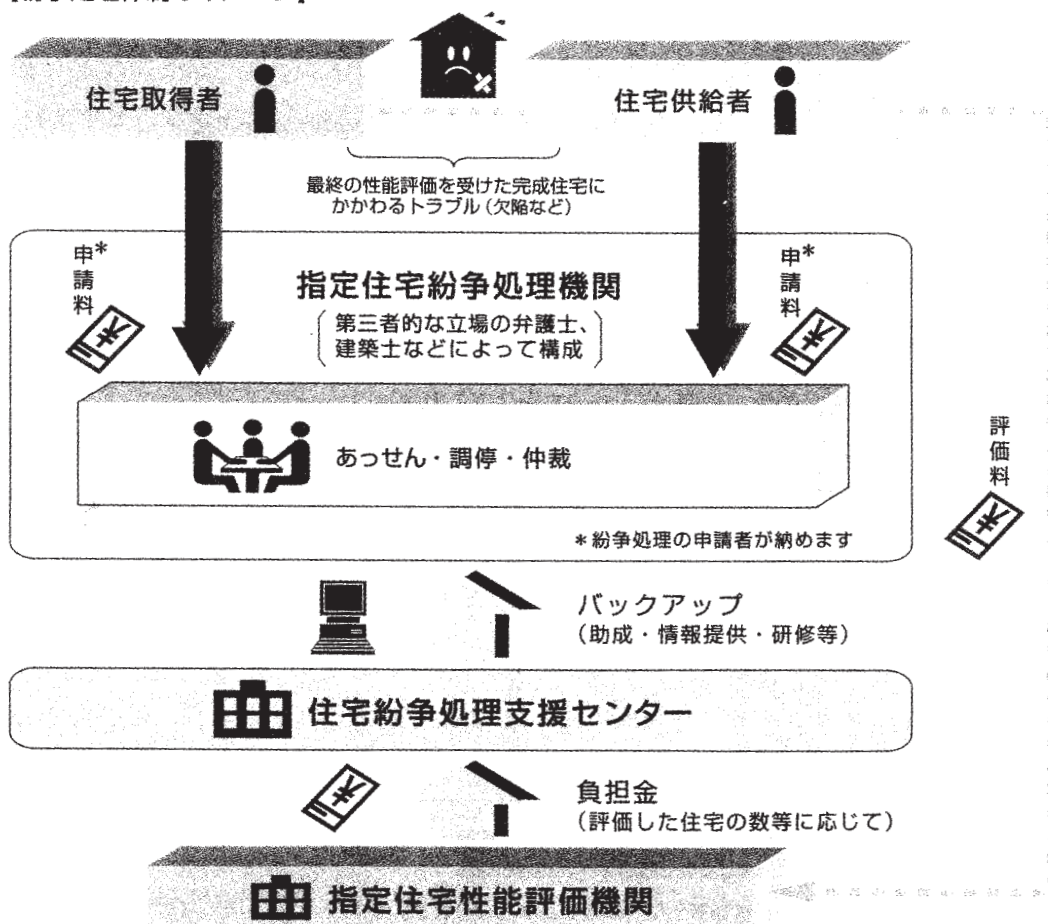 住宅取得者
住宅供給者
最終の性能評価を受けた完成住宅に
かかわるトラブル（欠陥など）
申請料*
申請料*
指定住宅紛争処理機関
第三者的な立場の弁護士、
建築士などによって構成
あっせん・調停・仲裁
評価料
*紛争処理の申請者が納めます
バックアップ
（助成・情報提供・研修等）
住宅紛争処理支援センター
負担金
（評価した住宅の数等に応じて）
指定住宅性能評価機関